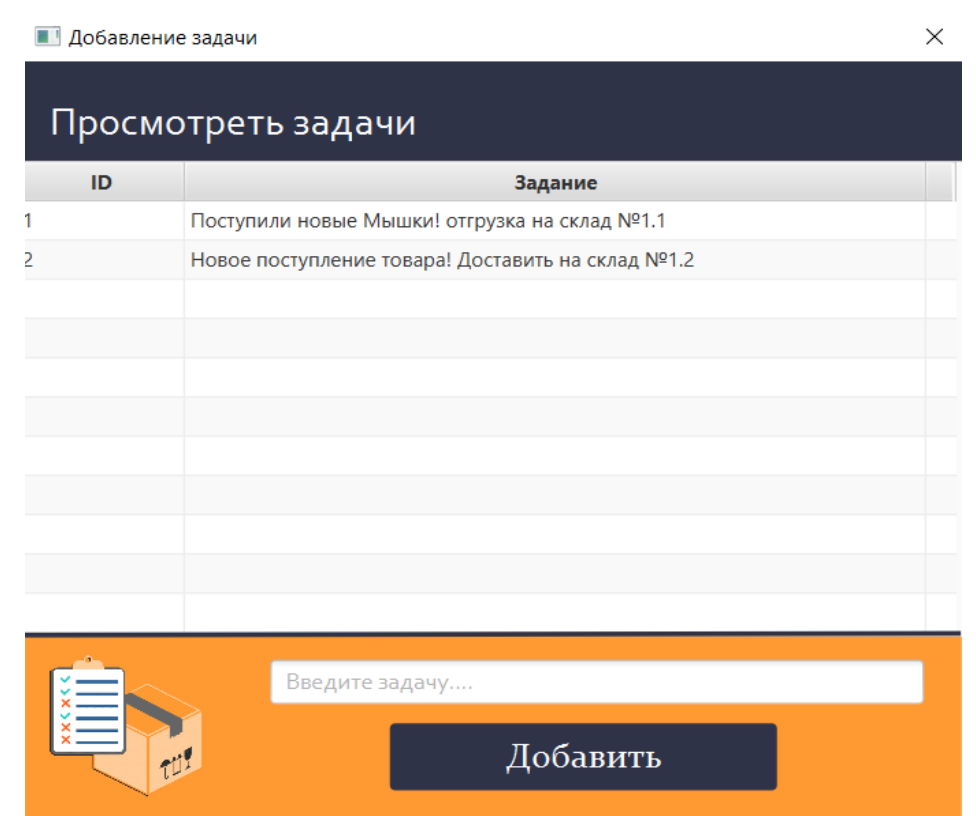 Добавление задачи
Просмотреть задачи
ID Задание
1 Поступили новые Мышки! отгрузка на склад №1.1
2 Новое поступление товара! Доставить на склад №1.2
Введите задачу....
Добавить